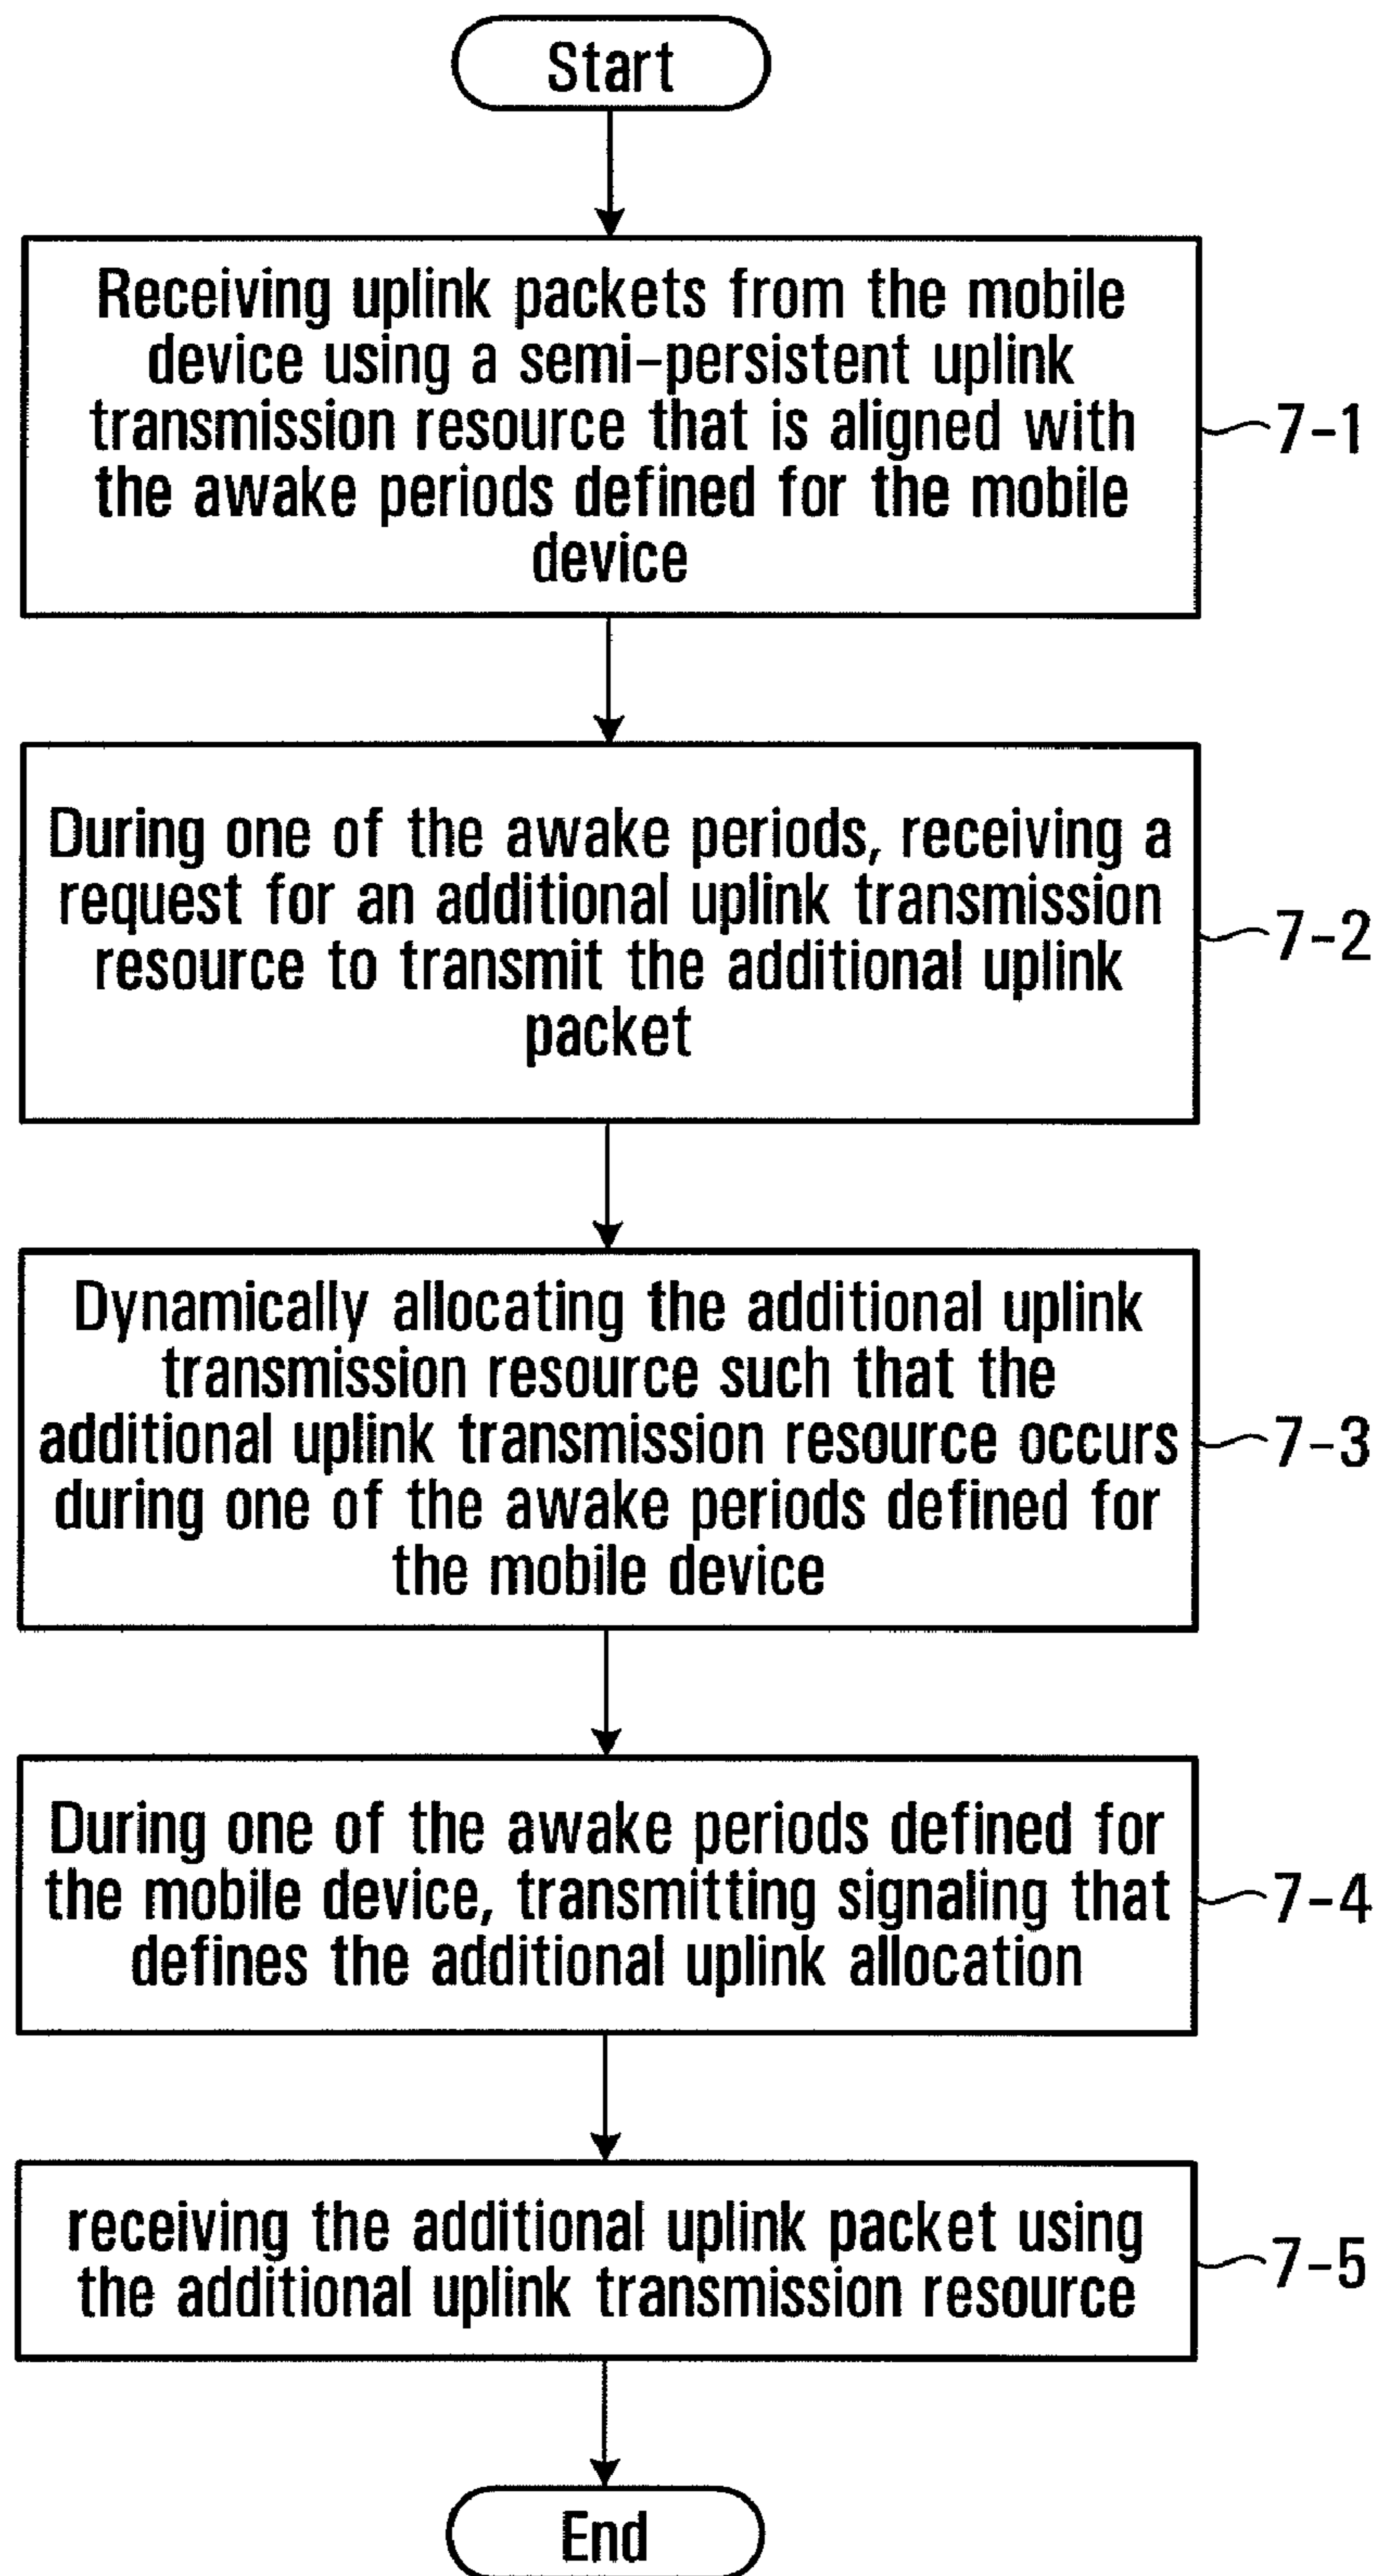 Start
Receiving uplink packets from the mobile
device using a semi-persistent uplink
transmission resource that is aligned with
the awake periods defined for the mobile
device
7-1
During one of the awake periods, receiving a
request for an additional uplink transmission
resource to transmit the additional uplink
packet
7-2
Dynamically allocating the additional uplink
transmission resource such that the
additional uplink transmission resource occurs
during one of the awake periods defined for
the mobile device
7-3
During one of the awake periods defined for
the mobile device, transmitting signaling that
defines the additional uplink allocation
7-4
receiving the additional uplink packet using
the additional uplink transmission resource
7-5
End